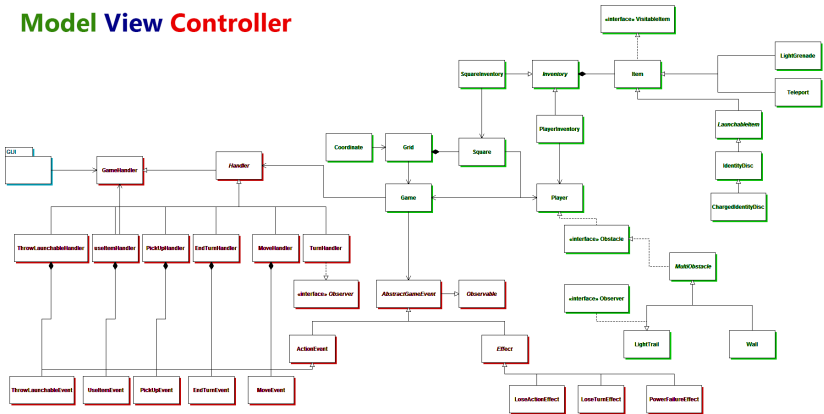 Model View Controller
«interface» VisitableItem
LightGrenade
SquareInventory
Inventory
Item
Teleport
LaunchableItem
PlayerInventory
Coordinate
Grid
Square
GUI
GameHandler
Handler
IdentityDisc
Game
Player
ChargedIdentityDisc
ThrowLaunchableHandler
useItemHandler
PickUpHandler
EndTurnHandler
MoveHandler
TurnHandler
«interface» Obstacle
MultiObstacle
«interface» Observer
AbstractGameEvent
Observable
«interface» Observer
ActionEvent
Effect
LightTrail
Wall
ThrowLaunchableEvent
UseItemEvent
PickUpEvent
EndTurnEvent
MoveEvent
LoseActionEffect
LoseTurnEffect
PowerFailureEffect